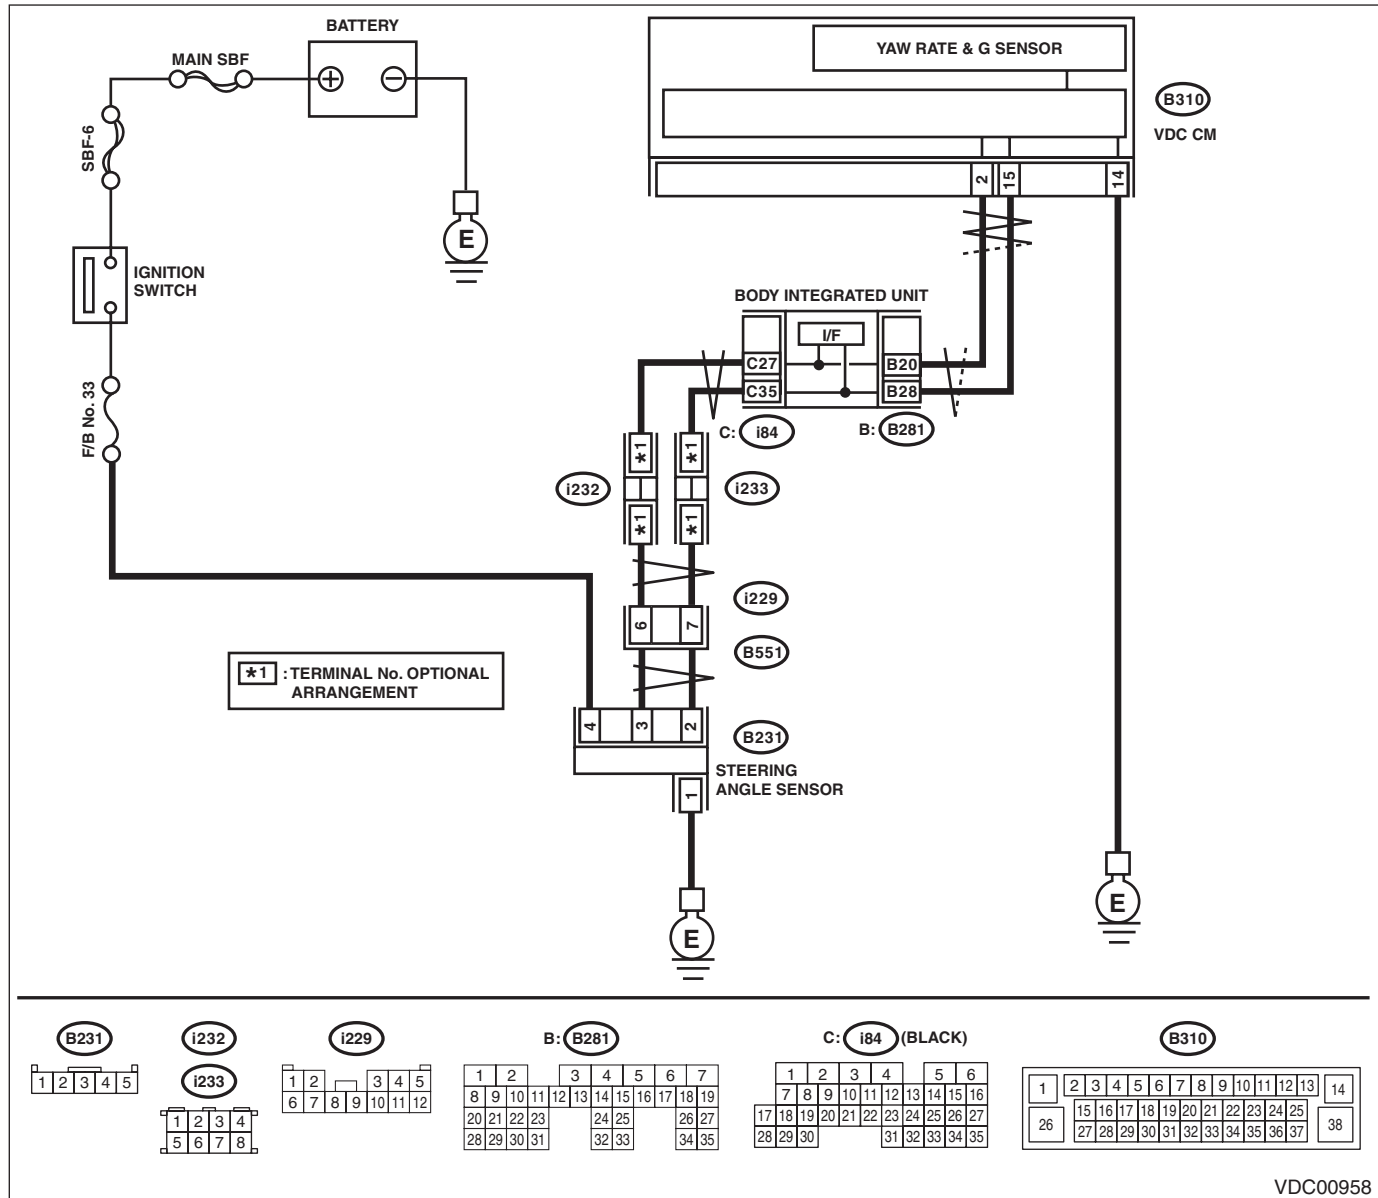 BATTERY
MAIN SBF
SBF-6
IGNITION
SWITCH
F/B No. 33
E
YAW RATE & G SENSOR
B310
VDC CM
2
15
14
BODY INTEGRATED UNIT
I/F
C27
B20
C35
B28
C: i84
B: B281
*1
*1
i232
i233
*1
*1
i229
6
7
B551
*1 : TERMINAL No. OPTIONAL
ARRANGEMENT
4
3
2
B231
STEERING
ANGLE SENSOR
1
E
E
B231
1 2 3 4 5
i232
i233
1 2 3 4
5 6 7 8
i229
1 2 3 4 5
6 7 8 9 10 11 12
B: B281
1 2 3 4 5 6 7
8 9 10 11 12 13 14 15 16 17 18 19
20 21 22 23 24 25 26 27
28 29 30 31 32 33 34 35
C: i84 (BLACK)
1 2 3 4 5 6
7 8 9 10 11 12 13 14 15 16
17 18 19 20 21 22 23 24 25 26 27
28 29 30 31 32 33 34 35
B310
1 2 3 4 5 6 7 8 9 10 11 12 13 14
15 16 17 18 19 20 21 22 23 24 25
26 27 28 29 30 31 32 33 34 35 36 37 38
VDC00958